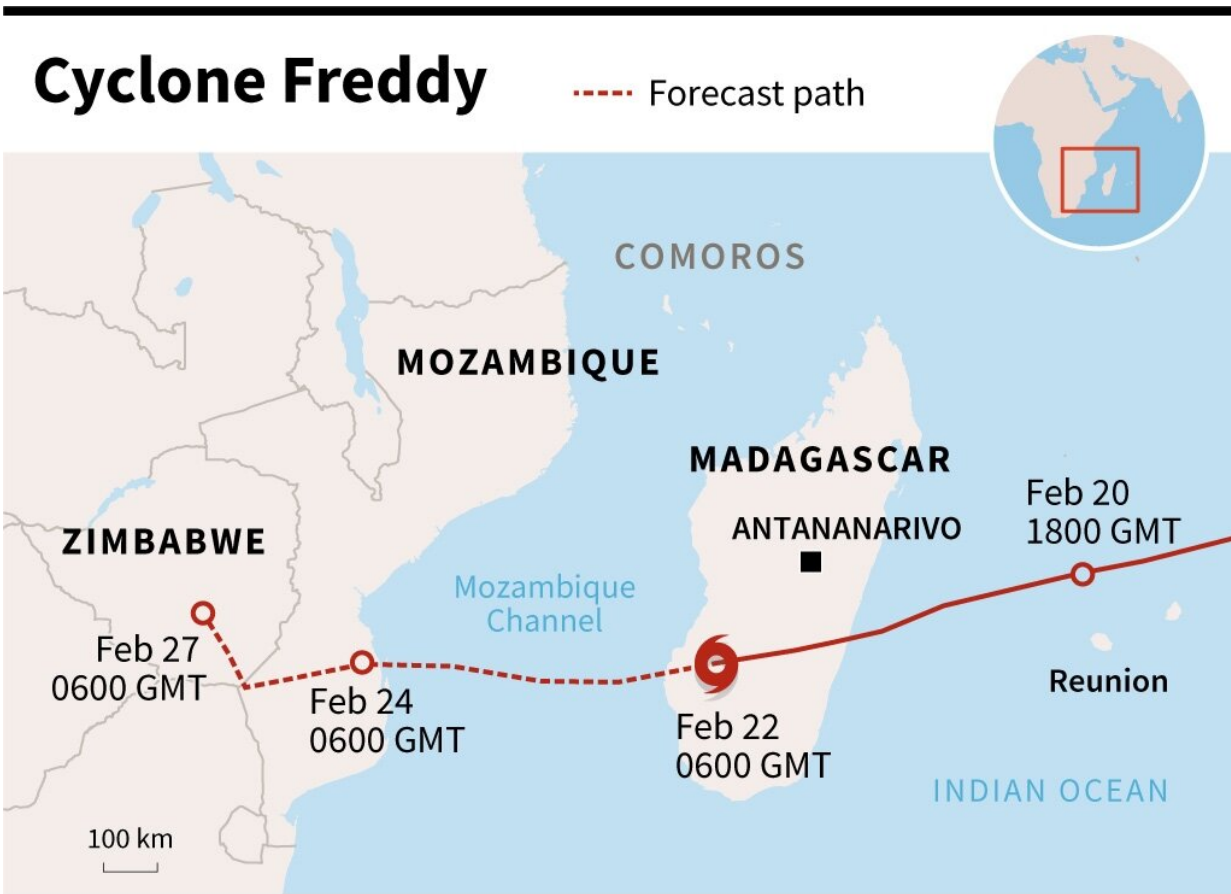 Cyclone Freddy
Forecast path
COMOROS
MOZAMBIQUE
MADAGASCAR
Feb 20
1800 GMT
ANTANANARIVO
ZIMBABWE
Mozambique
Channel
Feb 27
0600 GMT
Feb 24
0600 GMT
Feb 22
0600 GMT
Reunion
INDIAN OCEAN
100 km